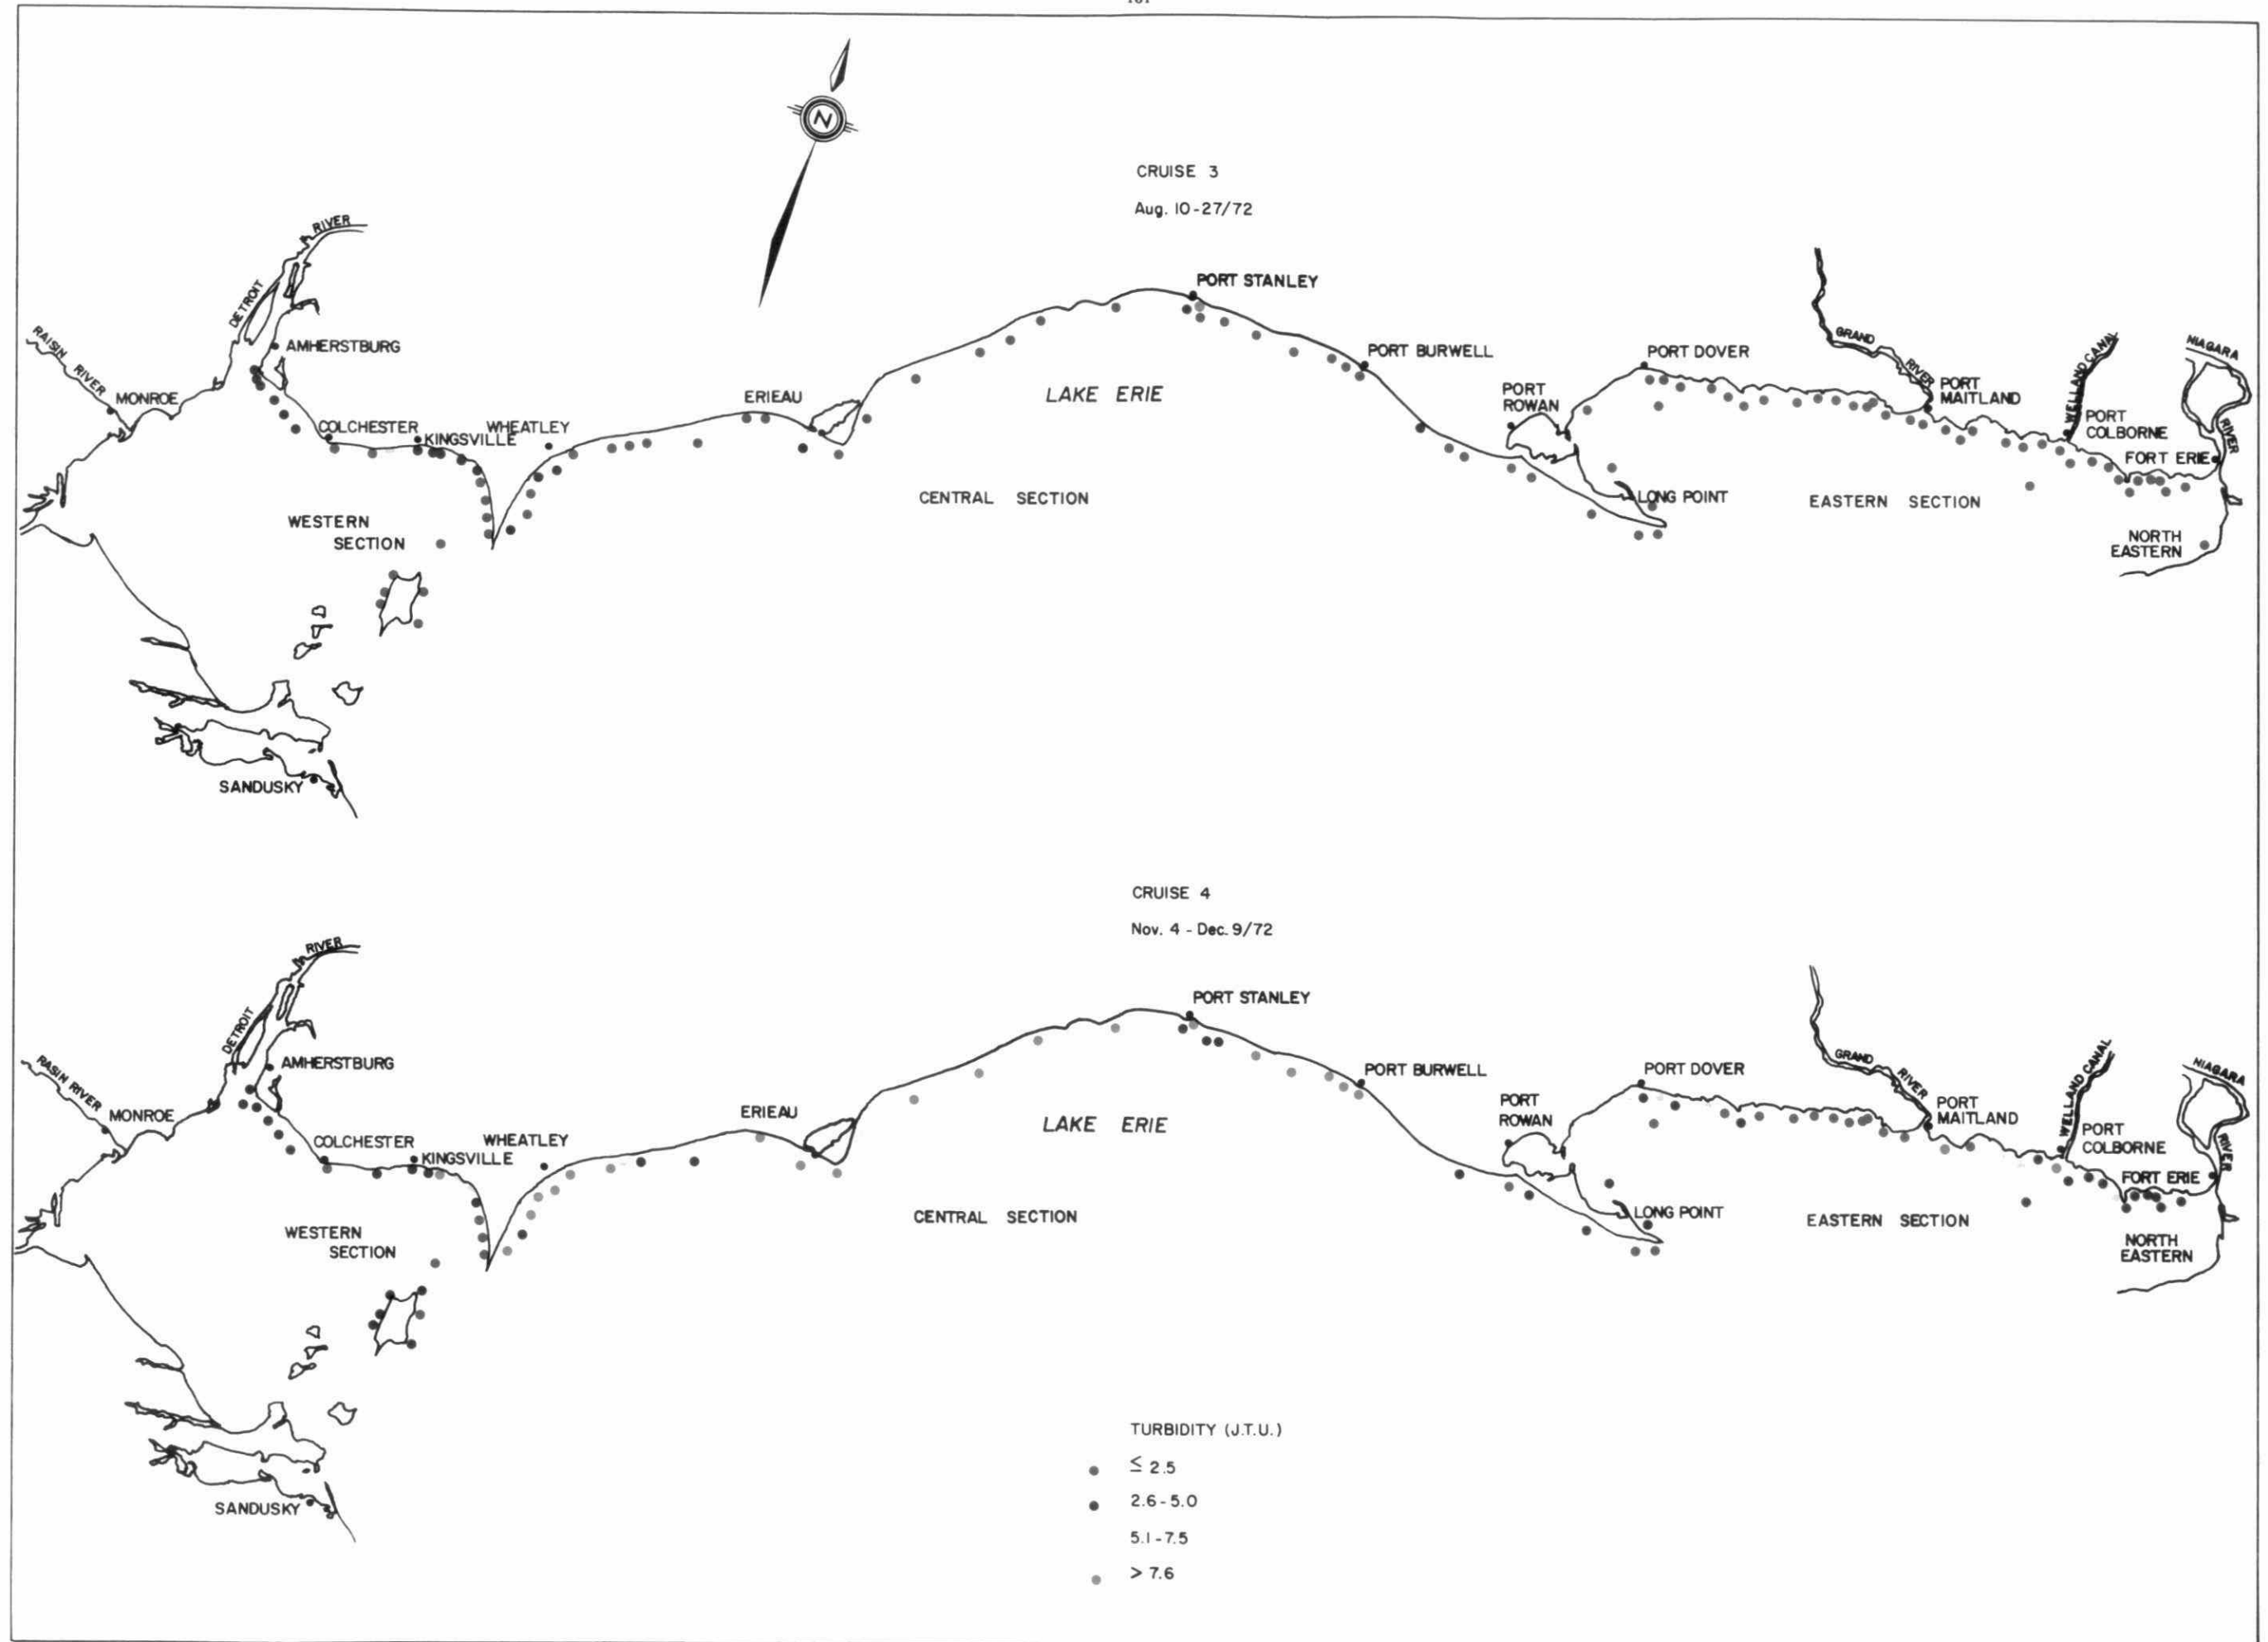 N
CRUISE 3
Aug. 10-27/72
RIVER
DETROIT
RAISIN RIVER
AMHERSTBURG
MONROE
COLCHESTER
KINGSVILLE
WHEATLEY
ERIEAU
PORT STANLEY
LAKE ERIE
PORT BURWELL
PORT
ROWAN
PORT DOVER
GRAND
RIVER
PORT
MAITLAND
WELLAND CANAL
PORT
COLBORNE
NIAGARA
RIVER
FORT ERIE
WESTERN
SECTION
CENTRAL SECTION
LONG POINT
EASTERN SECTION
NORTH
EASTERN
SANDUSKY
CRUISE 4
Nov. 4 - Dec. 9/72
RIVER
DETROIT
RASIN RIVER
AMHERSTBURG
MONROE
COLCHESTER
KINGSVILLE
WHEATLEY
ERIEAU
PORT STANLEY
LAKE ERIE
PORT BURWELL
PORT
ROWAN
PORT DOVER
GRAND
RIVER
PORT
MAITLAND
WELLAND CANAL
PORT
COLBORNE
NIAGARA
RIVER
FORT ERIE
WESTERN
SECTION
CENTRAL SECTION
LONG POINT
EASTERN SECTION
NORTH
EASTERN
SANDUSKY
TURBIDITY (J.T.U.)
≤ 2.5
2.6-5.0
5.1-7.5
> 7.6